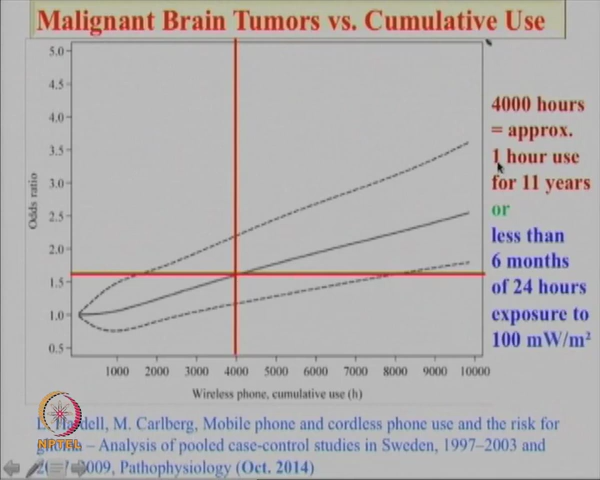 Malignant Brain Tumors vs. Cumulative Use
5.0
4.5
4.0
3.5
3.0
2.5
2.0
1.5
1.0
0.5
Odds ratio
1000 2000 3000 4000 5000 6000 7000 8000 9000 10000
Wireless phone, cumulative use (h)
4000 hours
= approx.
1 hour use
for 11 years
or
less than
6 months
of 24 hours
exposure to
100 mW/m²
L. Hardell, M. Carlberg, Mobile phone and cordless phone use and the risk for
– Analysis of pooled case-control studies in Sweden, 1997–2003 and
2009, Pathophysiology (Oct. 2014)
NPTEL